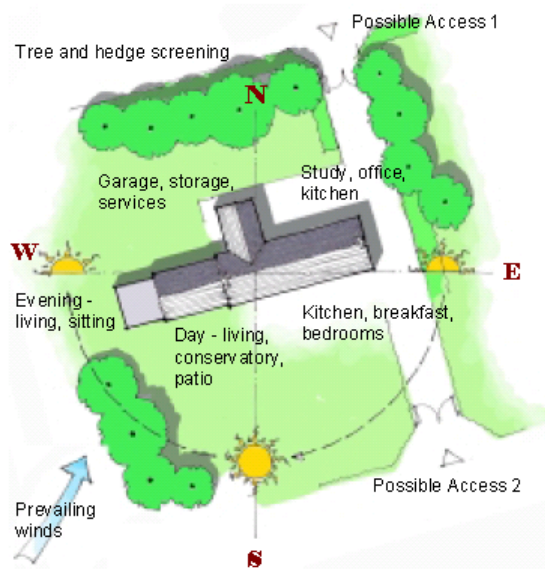 Possible Access 1
Tree and hedge screening
N
Garage, storage,
services
Study, office,
kitchen
W
E
Evening -
living, sitting
Day - living,
conservatory,
patio
Kitchen, breakfast,
bedrooms
Prevailing
winds
Possible Access 2
S